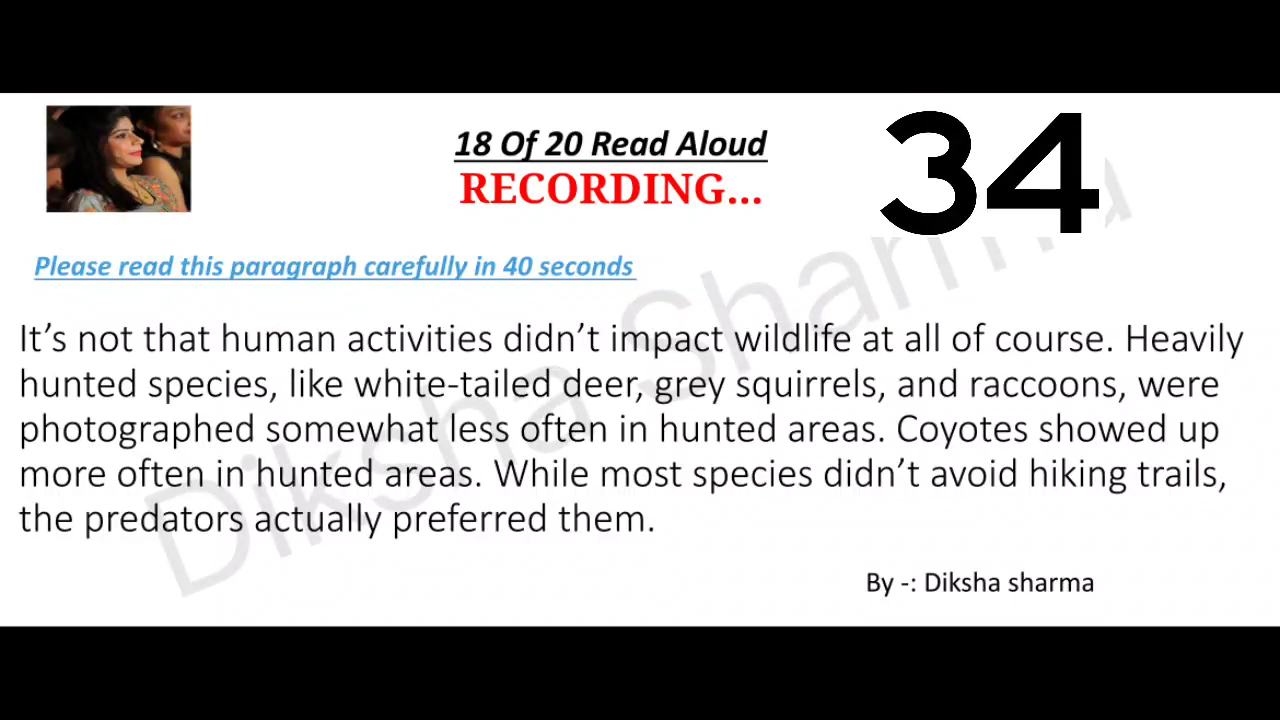 18 Of 20 Read Aloud
34
RECORDING...
Please read this paragraph carefully in 40 seconds
It’s not that human activities didn’t impact wildlife at all of course. Heavily
hunted species, like white-tailed deer, grey squirrels, and raccoons, were
photographed somewhat less often in hunted areas. Coyotes showed up
more often in hunted areas. While most species didn’t avoid hiking trails,
the predators actually preferred them.
By -: Diksha sharma
Diksha Sharma